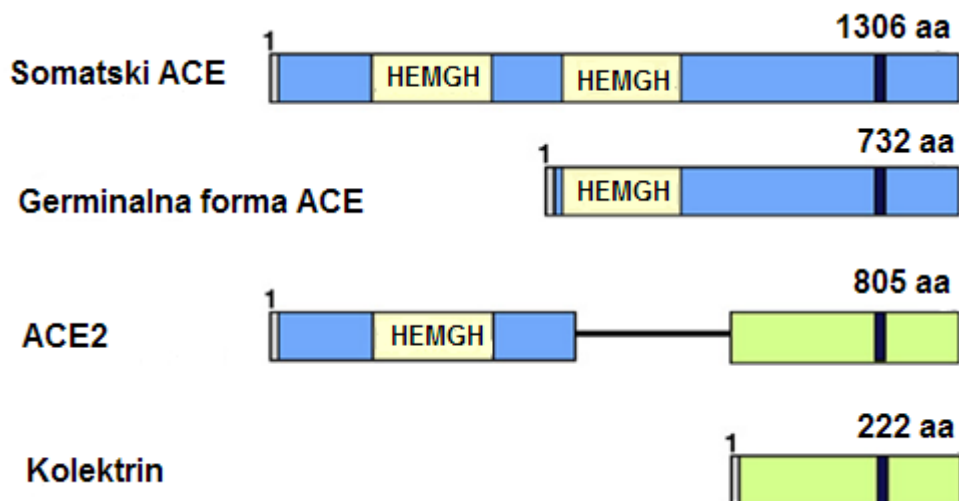 1
1306 aa
Somatski ACE
HEMGH
HEMGH
1
732 aa
Germinalna forma ACE
HEMGH
1
805 aa
ACE2
HEMGH
1
222 aa
Kolektrin